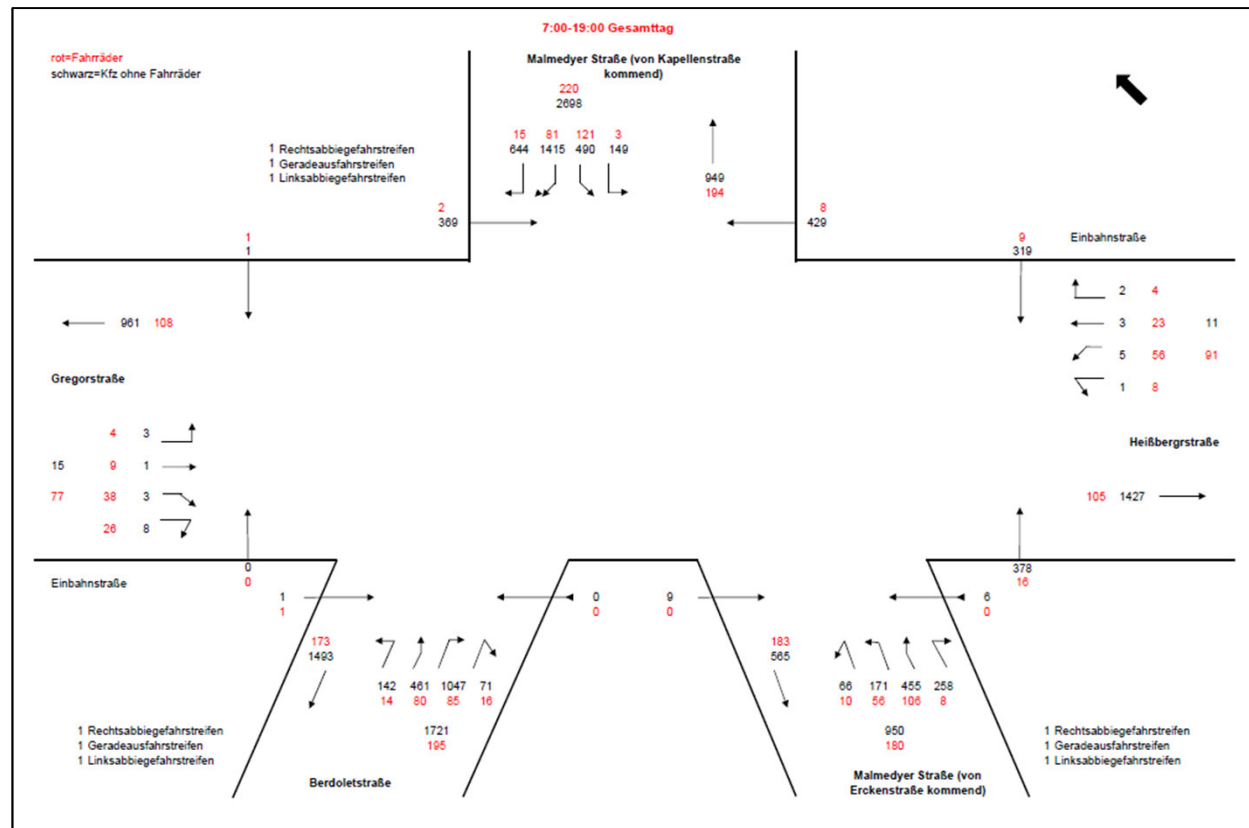 7:00-19:00 Gesamttag
rot=Fahrräder
schwarz=Kfz ohne Fahrräder
Malmedyer Straße (von Kapellenstraße
kommend)
220
2698
15 81 121 3
644 1415 490 149
1 Rechtsabbiegefahrstreifen
1 Geradeausfahrstreifen
1 Linksabbiegefahrstreifen
949
194
2
369
8
429
1
1
9
319
Einbahnstraße
2 4
3 23 11
5 56 91
1 8
961 108
Gregorstraße
4 3
15 9 1
77 38 3
26 8
Heißbergrstraße
105 1427
0
0
378
16
Einbahnstraße
1
1
0
0
9
0
6
0
173
1493
142 461 1047 71
14 80 85 16
1721
195
183
565
66 171 455 258
10 56 106 8
950
180
1 Rechtsabbiegefahrstreifen
1 Geradeausfahrstreifen
1 Linksabbiegefahrstreifen
Berdoletstraße
Malmedyer Straße (von
Erckenstraße kommend)
1 Rechtsabbiegefahrstreifen
1 Geradeausfahrstreifen
1 Linksabbiegefahrstreifen